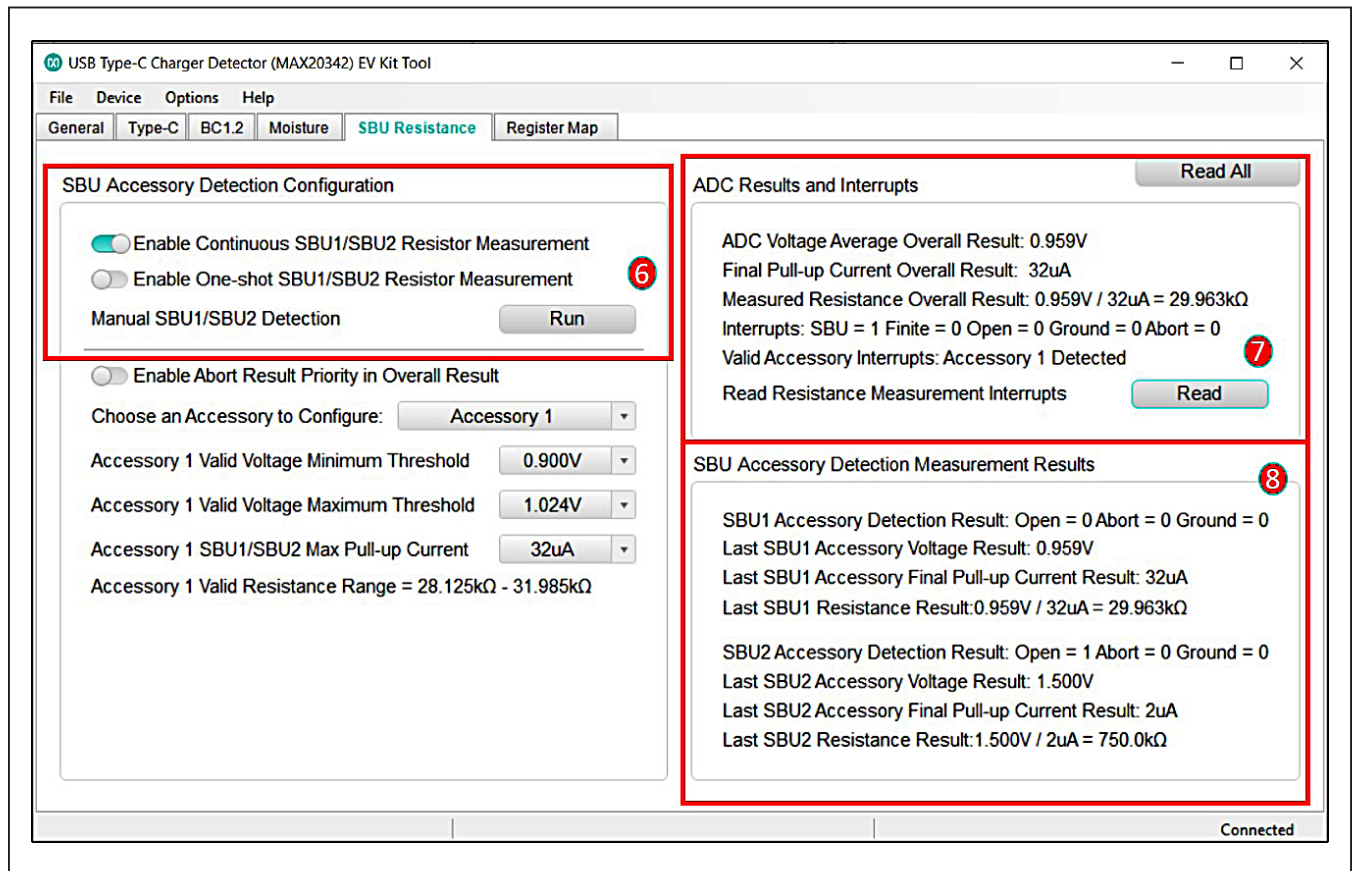 USB Type-C Charger Detector (MAX20342) EV Kit Tool
File Device Options Help
General Type-C BC1.2 Moisture SBU Resistance Register Map
SBU Accessory Detection Configuration
Enable Continuous SBU1/SBU2 Resistor Measurement
Enable One-shot SBU1/SBU2 Resistor Measurement
6
Manual SBU1/SBU2 Detection Run
Enable Abort Result Priority in Overall Result
Choose an Accessory to Configure: Accessory 1
Accessory 1 Valid Voltage Minimum Threshold 0.900V
Accessory 1 Valid Voltage Maximum Threshold 1.024V
Accessory 1 SBU1/SBU2 Max Pull-up Current 32uA
Accessory 1 Valid Resistance Range = 28.125kΩ - 31.985kΩ
Read All
ADC Results and Interrupts
ADC Voltage Average Overall Result: 0.959V
Final Pull-up Current Overall Result: 32uA
Measured Resistance Overall Result: 0.959V / 32uA = 29.963kΩ
Interrupts: SBU = 1 Finite = 0 Open = 0 Ground = 0 Abort = 0
7
Valid Accessory Interrupts: Accessory 1 Detected
Read Resistance Measurement Interrupts Read
SBU Accessory Detection Measurement Results
8
SBU1 Accessory Detection Result: Open = 0 Abort = 0 Ground = 0
Last SBU1 Accessory Voltage Result: 0.959V
Last SBU1 Accessory Final Pull-up Current Result: 32uA
Last SBU1 Resistance Result:0.959V / 32uA = 29.963kΩ
SBU2 Accessory Detection Result: Open = 1 Abort = 0 Ground = 0
Last SBU2 Accessory Voltage Result: 1.500V
Last SBU2 Accessory Final Pull-up Current Result: 2uA
Last SBU2 Resistance Result:1.500V / 2uA = 750.0kΩ
Connected